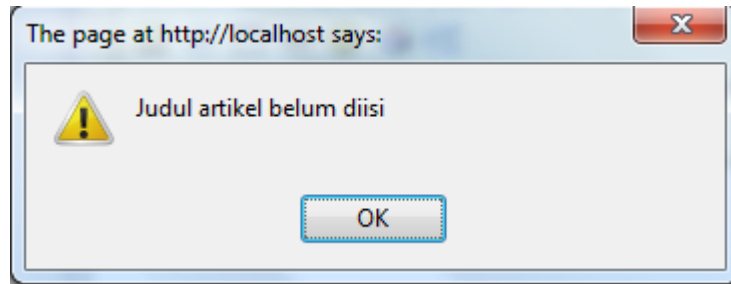 The page at http://localhost says:
Judul artikel belum diisi
OK